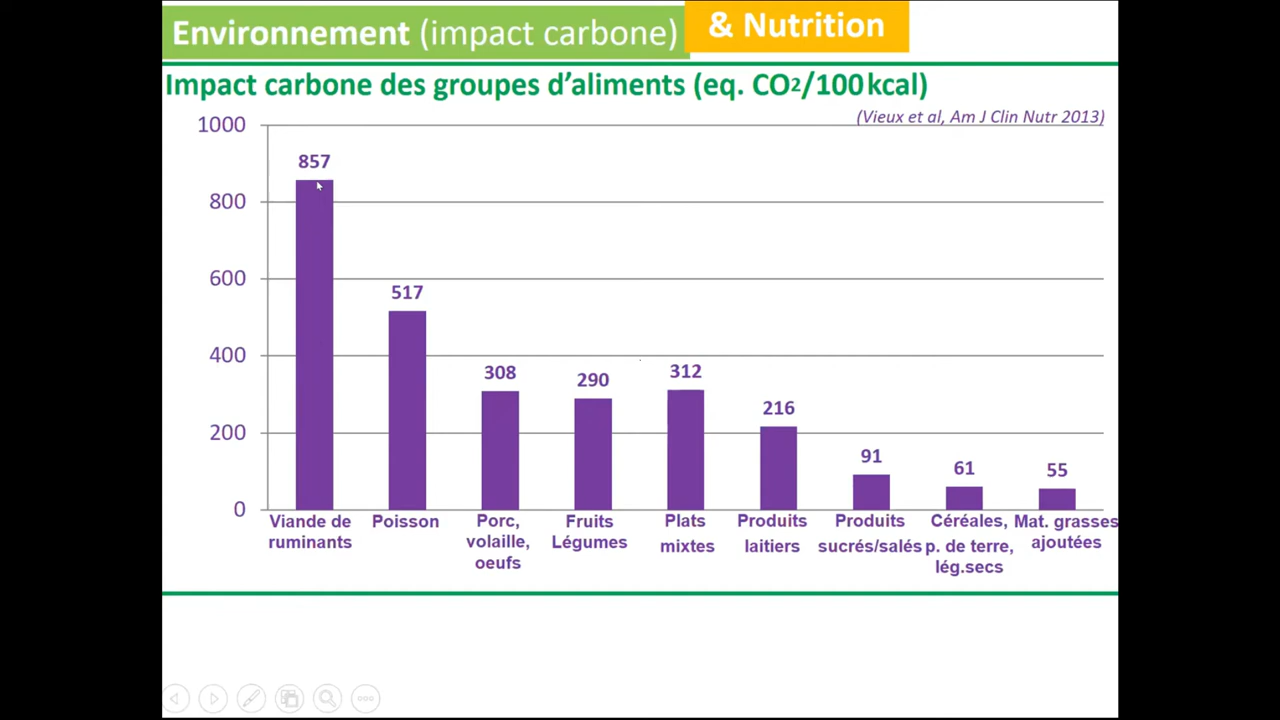 Environnement (impact carbone)
& Nutrition
Impact carbone des groupes d’aliments (eq. CO2/100 kcal)
(Vieux et al, Am J Clin Nutr 2013)
1000
800
600
400
200
0
857
517
308
290
312
216
91
61
55
Viande de
ruminants
Poisson
Porc,
volaille,
oeufs
Fruits
Légumes
Plats
mixtes
Produits
laitiers
Produits
sucrés/salés
Céréales,
p. de terre,
lég.secs
Mat. grasses
ajoutées